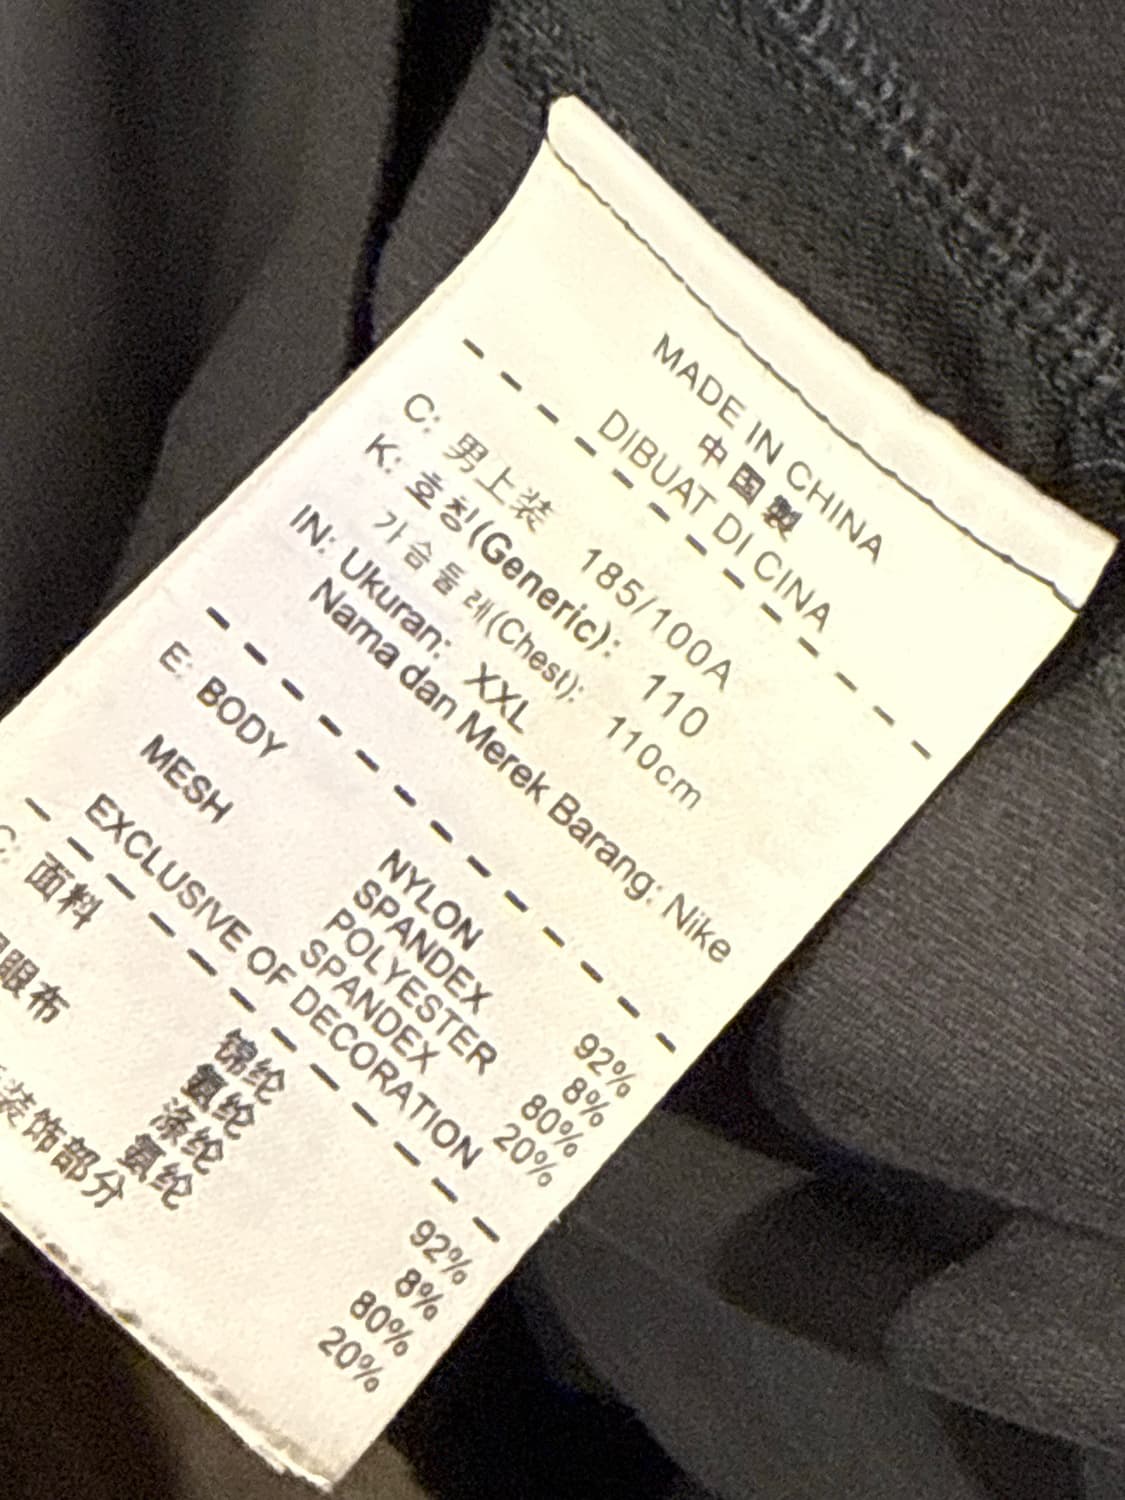 MADE IN CHINA
中国製
DIBUAT DI CINA
C: 男上装 185/100A
K: 호칭(Generic): 110
가슴둘레(Chest): 110cm
IN: Ukuran: XXL
Nama dan Merek Barang: Nike
E: BODY NYLON 92%
SPANDEX 8%
MESH POLYESTER 80%
SPANDEX 20%
EXCLUSIVE OF DECORATION
C: 面料 锦纶 92%
氨纶 8%
眼布 涤纶 80%
氨纶 20%
装饰部分